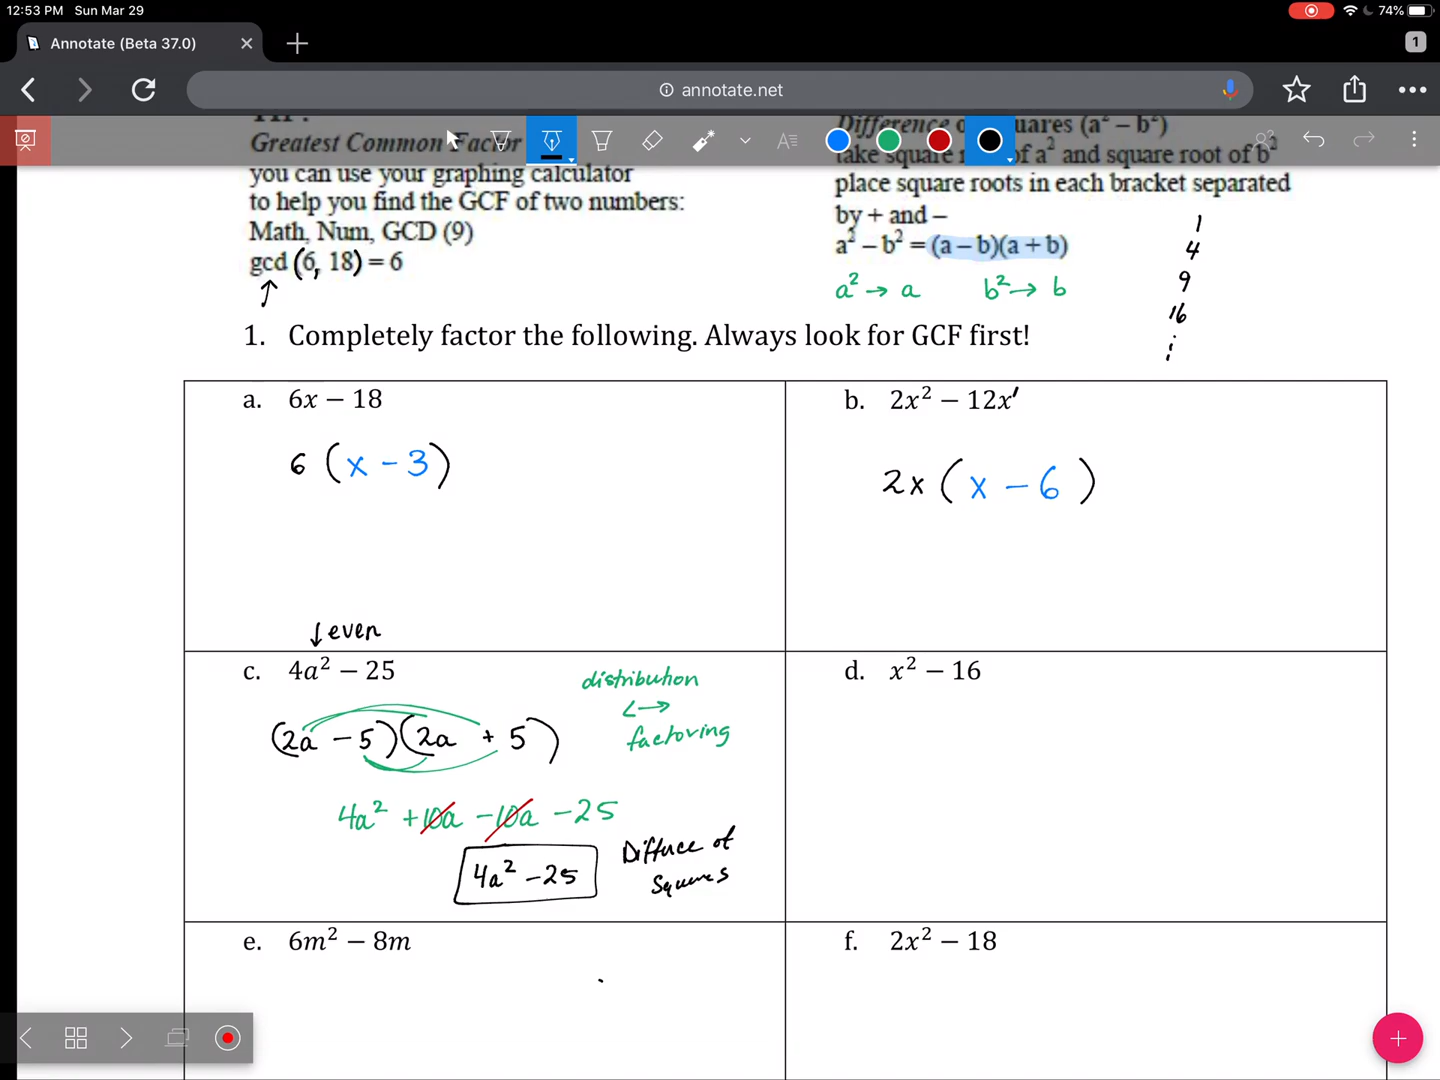 12:53 PM Sun Mar 29
74%
Annotate (Beta 37.0)
1
annotate.net
Greatest Common Factor
you can use your graphing calculator
to help you find the GCF of two numbers:
Math, Num, GCD (9)
gcd (6, 18) = 6
Difference uares (a² – b²)
take square of a² and square root of b²
place square roots in each bracket separated
by + and –
a² – b² = (a – b)(a + b)
a² → a b² → b
1
4
9
16
⋮
1. Completely factor the following. Always look for GCF first!
a. 6x − 18
6 (x − 3)
b. 2x² − 12x'
2x (x − 6)
↓ even
c. 4a² − 25
(2a − 5)(2a + 5)
distribution
↔
factoring
4a² + 10a − 10a − 25
4a² − 25
Diffuce of
Squares
d. x² − 16
e. 6m² − 8m
f. 2x² − 18